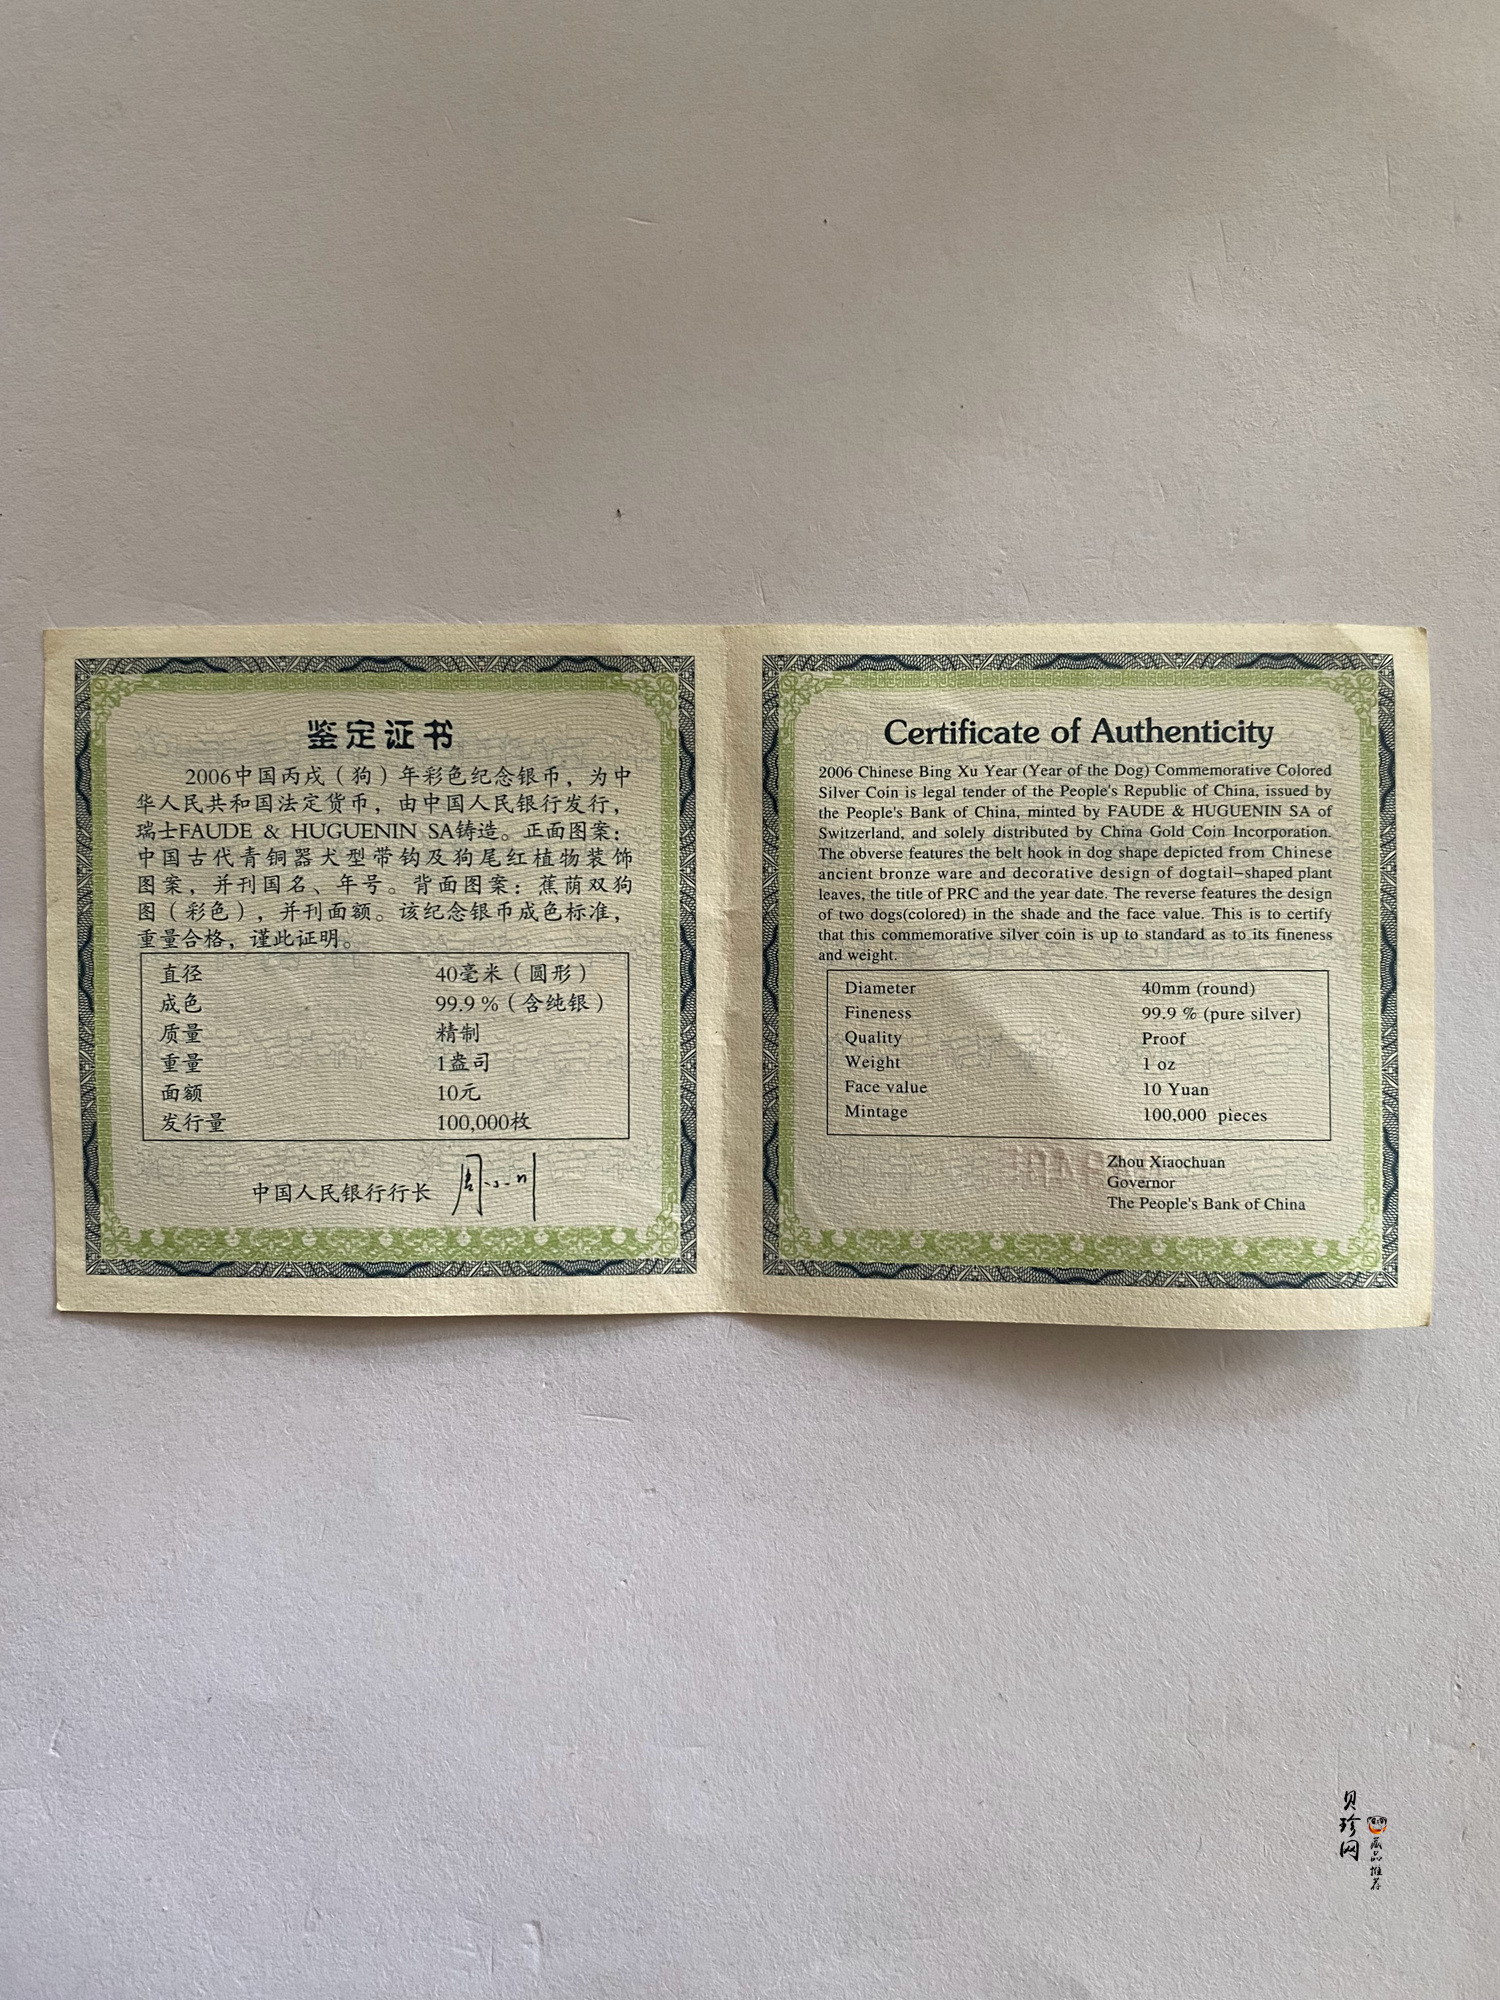 鉴定证书
2006中国丙戌（狗）年彩色纪念银币，为中
华人民共和国法定货币，由中国人民银行发行，
瑞士FAUDE & HUGUENIN SA铸造。正面图案：
中国古代青铜器犬型带钩及狗尾红植物装饰
图案，并刊国名、年号。背面图案：蕉荫双狗
图（彩色），并刊面额。该纪念银币成色标准，
重量合格，谨此证明。
直径 40毫米（圆形）
成色 99.9 %（含纯银）
质量 精制
重量 1盎司
面额 10元
发行量 100,000枚
中国人民银行行长 周小川
Certificate of Authenticity
2006 Chinese Bing Xu Year (Year of the Dog) Commemorative Colored
Silver Coin is legal tender of the People's Republic of China, issued by
the People's Bank of China, minted by FAUDE & HUGUENIN SA of
Switzerland, and solely distributed by China Gold Coin Incorporation.
The obverse features the belt hook in dog shape depicted from Chinese
ancient bronze ware and decorative design of dogtail-shaped plant
leaves, the title of PRC and the year date. The reverse features the design
of two dogs(colored) in the shade and the face value. This is to certify
that this commemorative silver coin is up to standard as to its fineness
and weight.
Diameter 40mm (round)
Fineness 99.9 % (pure silver)
Quality Proof
Weight 1 oz
Face value 10 Yuan
Mintage 100,000 pieces
Zhou Xiaochuan
Governor
The People's Bank of China
贝珍网
藏品推荐